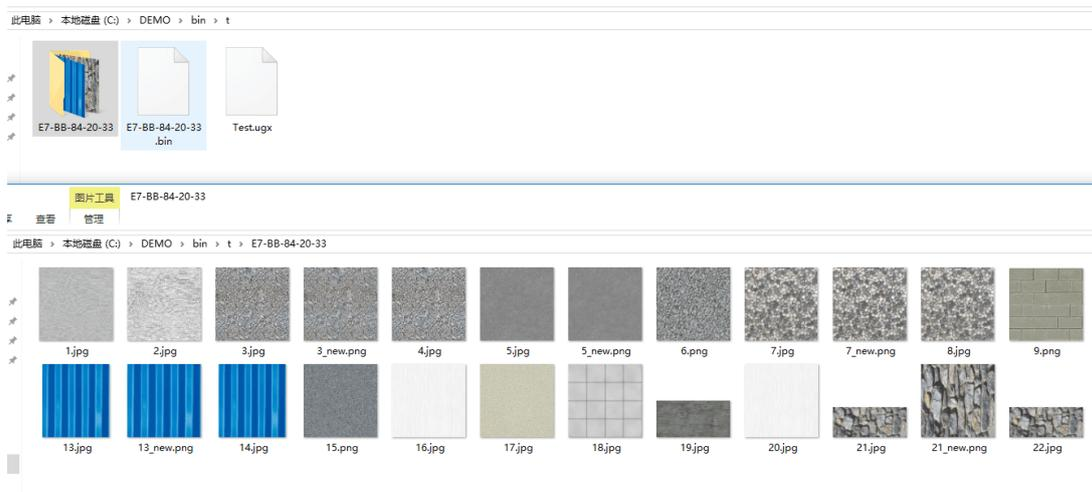 此电脑 > 本地磁盘 (C:) > DEMO > bin > t
E7-BB-84-20-33
E7-BB-84-20-33
.bin
Test.ugx
图片工具
E7-BB-84-20-33
查看
管理
此电脑 > 本地磁盘 (C:) > DEMO > bin > t > E7-BB-84-20-33
1.jpg
2.jpg
3.jpg
3_new.png
4.jpg
5.jpg
5_new.png
6.png
7.jpg
7_new.png
8.jpg
9.png
13.jpg
13_new.png
14.jpg
15.png
16.jpg
17.jpg
18.jpg
19.jpg
20.jpg
21.jpg
21_new.png
22.jpg